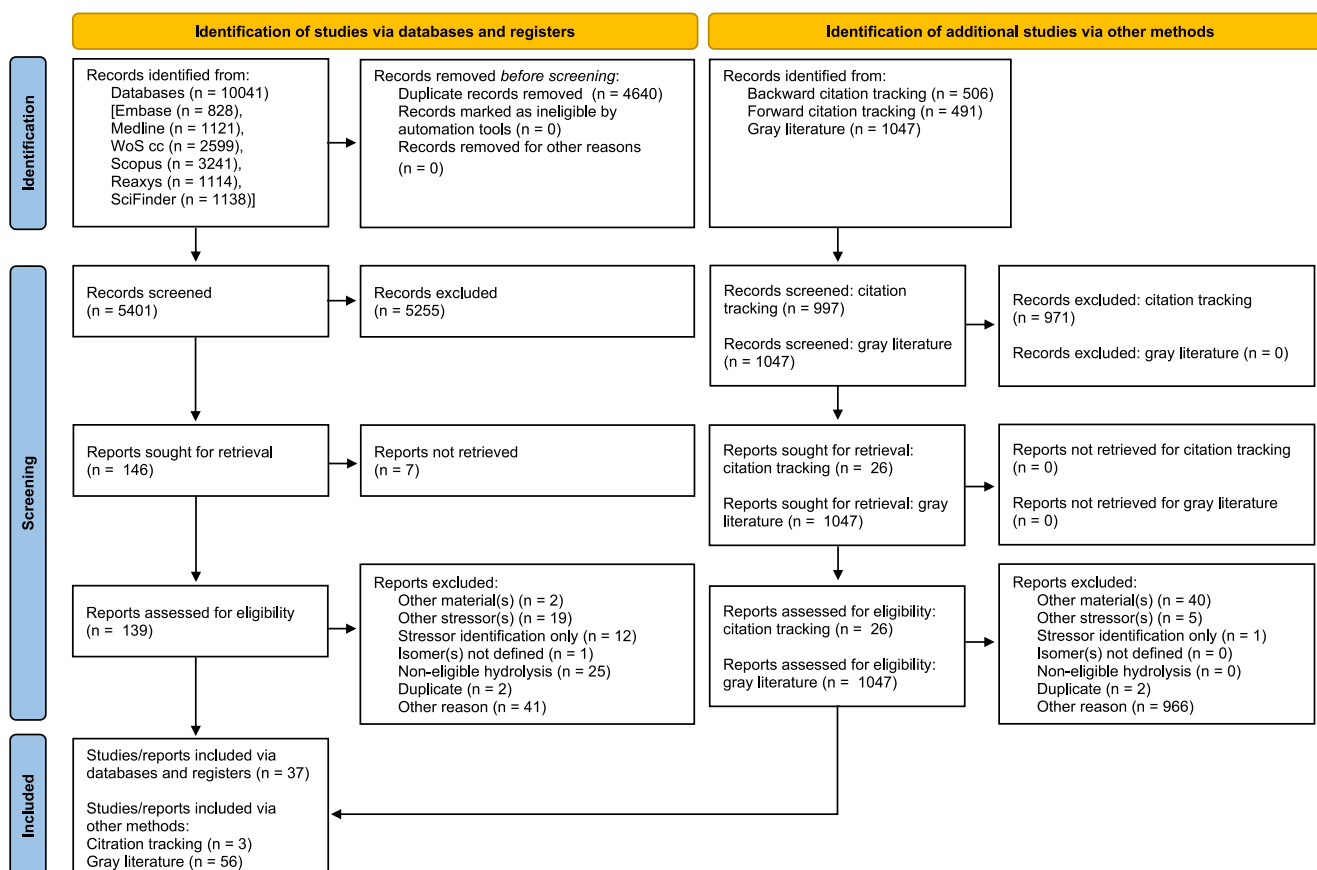 Identification of studies via databases and registers
Identification of additional studies via other methods
Identification
Records identified from:
Databases (n = 10041)
[Embase (n = 828),
Medline (n = 1121),
WoS cc (n = 2599),
Scopus (n = 3241),
Reaxys (n = 1114),
SciFinder (n = 1138)]
Records removed before screening:
Duplicate records removed  (n = 4640)
Records marked as ineligible by
automation tools (n = 0)
Records removed for other reasons
(n = 0)
Records identified from:
Backward citation tracking (n = 506)
Forward citation tracking (n = 491)
Gray literature (n = 1047)
Screening
Records screened
(n = 5401)
Records excluded
(n = 5255)
Records screened: citation
tracking (n = 997)
Records screened: gray literature
(n = 1047)
Records excluded: citation tracking
(n = 971)
Records excluded: gray literature (n = 0)
Reports sought for retrieval
(n =  146)
Reports not retrieved
(n = 7)
Reports sought for retrieval:
citation tracking (n =  26)
Reports sought for retrieval: gray
literature (n =  1047)
Reports not retrieved for citation tracking
(n = 0)
Reports not retrieved for gray literature
(n = 0)
Reports assessed for eligibility
(n =  139)
Reports excluded:
Other material(s) (n = 2)
Other stressor(s) (n = 19)
Stressor identification only (n = 12)
Isomer(s) not defined (n = 1)
Non-eligible hydrolysis (n = 25)
Duplicate (n = 2)
Other reason (n = 41)
Reports assessed for eligibility:
citation tracking (n =  26)
Reports assessed for eligibility:
gray literature (n =  1047)
Reports excluded:
Other material(s) (n = 40)
Other stressor(s) (n = 5)
Stressor identification only (n = 1)
Isomer(s) not defined (n = 0)
Non-eligible hydrolysis (n = 0)
Duplicate (n = 2)
Other reason (n = 966)
Included
Studies/reports included via
databases and registers (n = 37)
Studies/reports included via
other methods:
Citration tracking (n = 3)
Gray literature (n = 56)